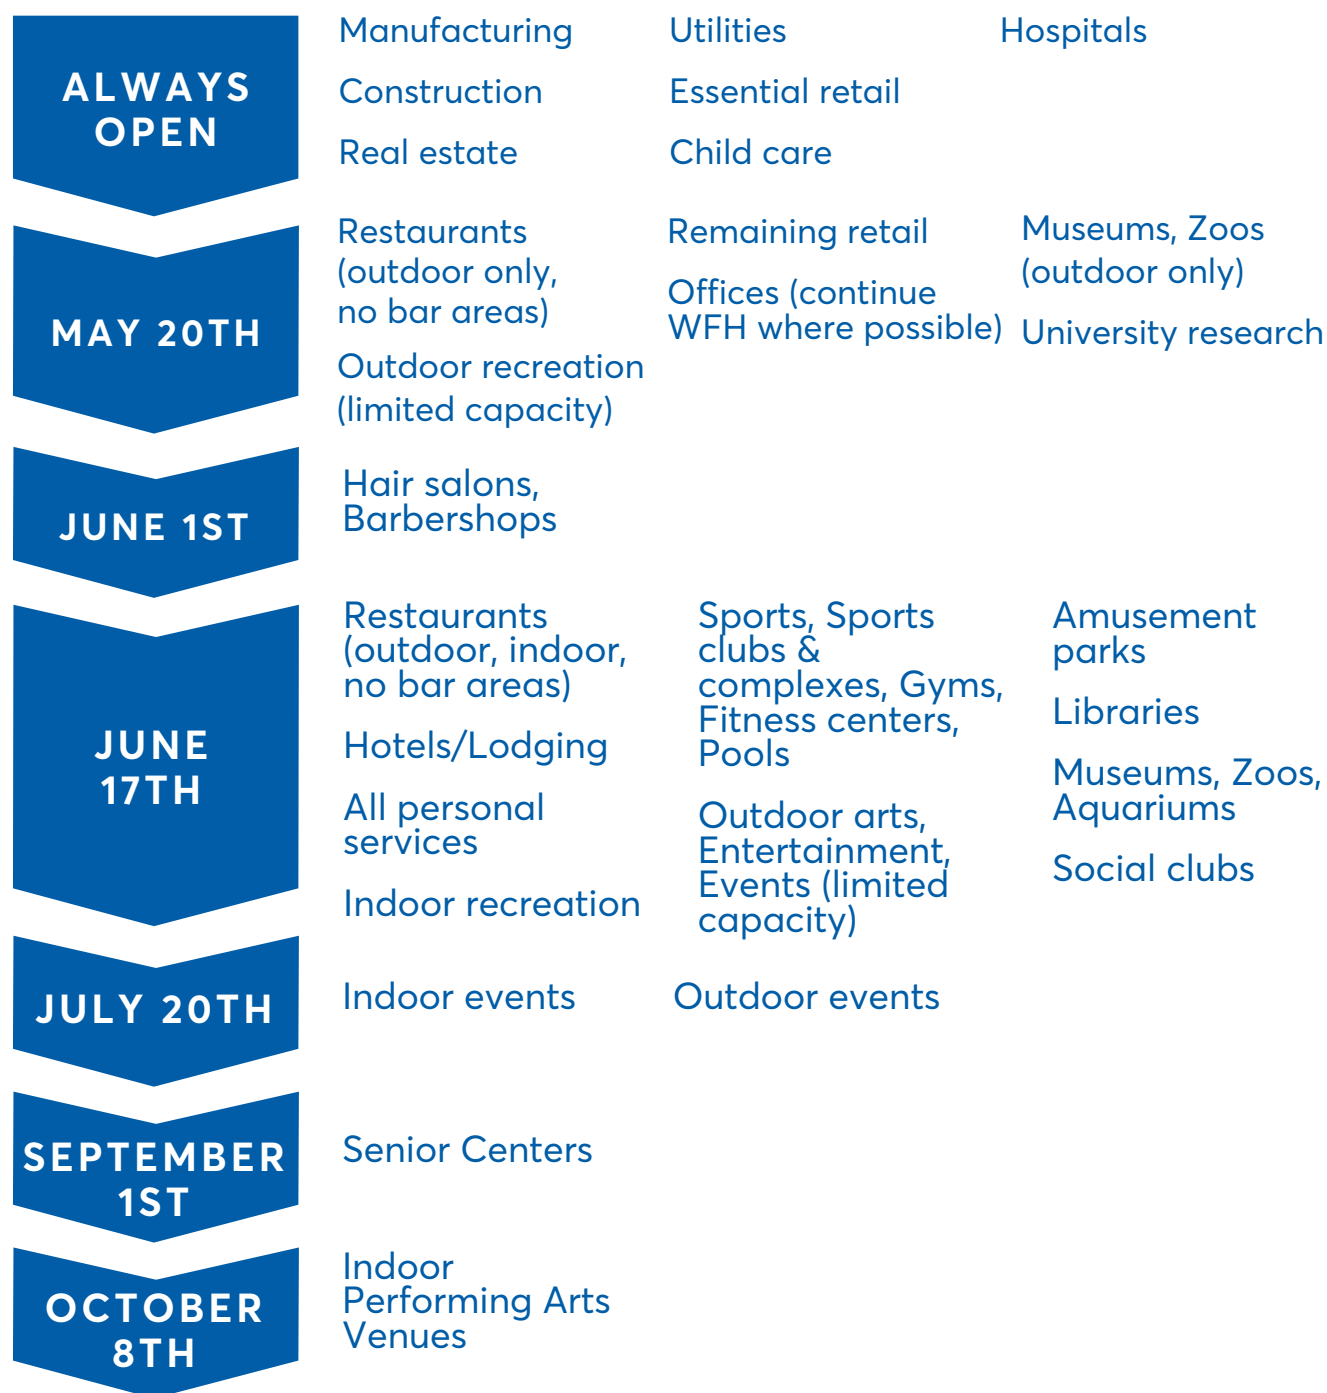 ALWAYS
OPEN
Manufacturing
Construction
Real estate
Utilities
Essential retail
Child care
Hospitals
MAY 20TH
Restaurants
(outdoor only,
no bar areas)
Outdoor recreation
(limited capacity)
Remaining retail
Offices (continue
WFH where possible)
Museums, Zoos
(outdoor only)
University research
JUNE 1ST
Hair salons,
Barbershops
JUNE
17TH
Restaurants
(outdoor, indoor,
no bar areas)
Hotels/Lodging
All personal
services
Indoor recreation
Sports, Sports
clubs &
complexes, Gyms,
Fitness centers,
Pools
Outdoor arts,
Entertainment,
Events (limited
capacity)
Amusement
parks
Libraries
Museums, Zoos,
Aquariums
Social clubs
JULY 20TH
Indoor events
Outdoor events
SEPTEMBER
1ST
Senior Centers
OCTOBER
8TH
Indoor
Performing Arts
Venues